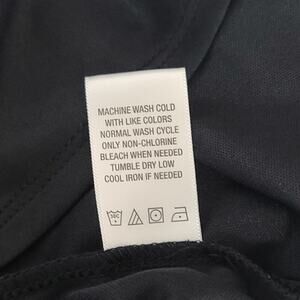 MACHINE WASH COLD
WITH LIKE COLORS
NORMAL WASH CYCLE
ONLY NON-CHLORINE
BLEACH WHEN NEEDED
TUMBLE DRY LOW
COOL IRON IF NEEDED